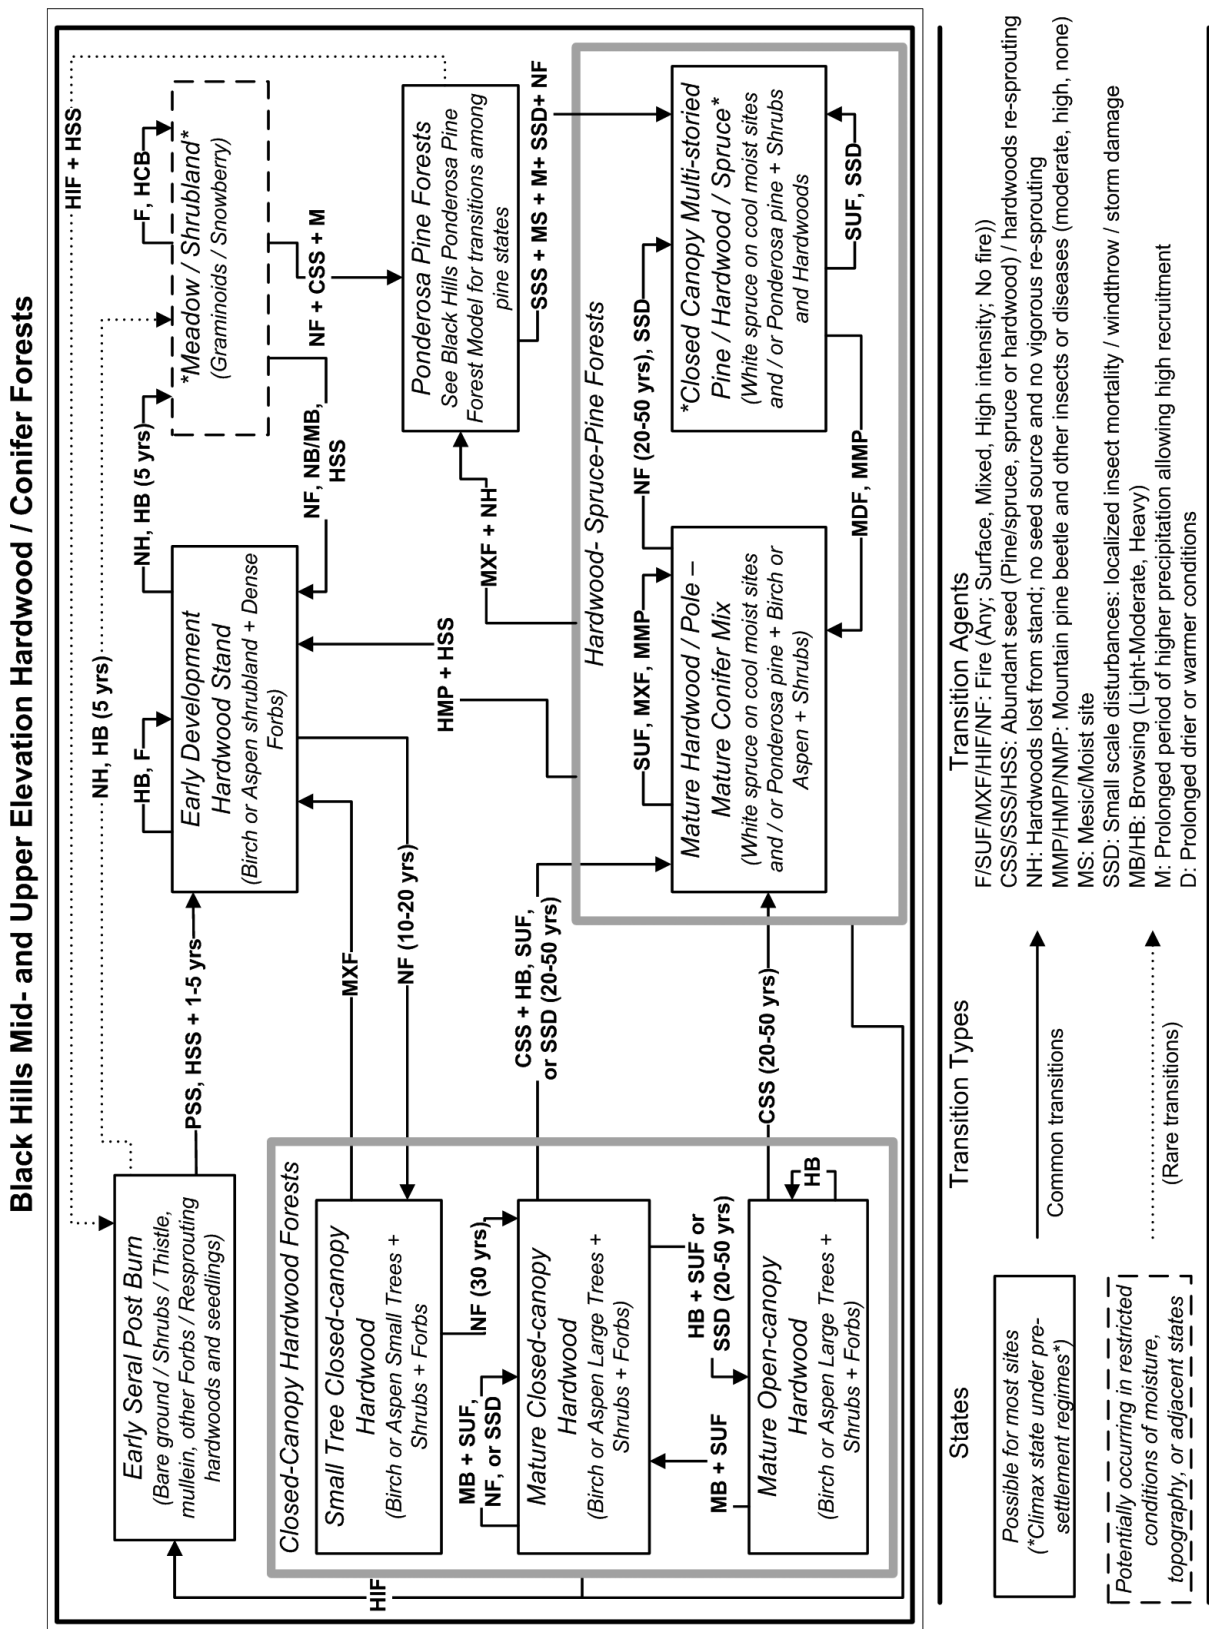 Black Hills Mid- and Upper Elevation Hardwood / Conifer Forests
HIF + HSS
NH, HB (5 yrs)
Early Seral Post Burn
(Bare ground / Shrubs / Thistle,
mullein, other Forbs / Resprouting
hardwoods and seedlings)
PSS, HSS + 1-5 yrs
HB, F
Early Development
Hardwood Stand
(Birch or Aspen shrubland + Dense
Forbs)
NH, HB (5 yrs)
F, HCB
*Meadow / Shrubland*
(Graminoids / Snowberry)
NF, NB/MB,
HSS
NF + CSS + M
HIF
MXF
NF (10-20 yrs)
HMP + HSS
MXF + NH
Ponderosa Pine Forests
See Black Hills Ponderosa Pine
Forest Model for transitions among
pine states
SSS + MS + M+ SSD+ NF
Closed-Canopy Hardwood Forests
Small Tree Closed-canopy
Hardwood
(Birch or Aspen Small Trees +
Shrubs + Forbs
NF (30 yrs)
MB + SUF,
NF, or SSD
Mature Closed-canopy
Hardwood
(Birch or Aspen Large Trees +
Shrubs + Forbs)
CSS + HB, SUF,
or SSD (20-50 yrs)
MB + SUF
HB + SUF or
SSD (20-50 yrs)
Mature Open-canopy
Hardwood
(Birch or Aspen Large Trees +
Shrubs + Forbs)
HB
CSS (20-50 yrs)
Hardwood- Spruce-Pine Forests
SUF, MXF, MMP
NF (20-50 yrs), SSD
Mature Hardwood / Pole –
Mature Conifer Mix
(White spruce on cool moist sites
and / or Ponderosa pine + Birch or
Aspen + Shrubs)
*Closed Canopy Multi-storied
Pine / Hardwood / Spruce*
(White spruce on cool moist sites
and / or Ponderosa pine + Shrubs
and Hardwoods
MDF, MMP
SUF, SSD
States
Possible for most sites
(*Climax state under pre-
settlement regimes*)
Potentially occurring in restricted
conditions of moisture,
topography, or adjacent states
Transition Types
Common transitions
(Rare transitions)
Transition Agents
F/SUF/MXF/HIF/NF: Fire (Any; Surface, Mixed, High intensity; No fire))
CSS/SSS/HSS: Abundant seed (Pine/spruce, spruce or hardwood) / hardwoods re-sprouting
NH: Hardwoods lost from stand; no seed source and no vigorous re-sprouting
MMP/HMP/NMP: Mountain pine beetle and other insects or diseases (moderate, high, none)
MS: Mesic/Moist site
SSD: Small scale disturbances: localized insect mortality / windthrow / storm damage
MB/HB: Browsing (Light-Moderate, Heavy)
M: Prolonged period of higher precipitation allowing high recruitment
D: Prolonged drier or warmer condition